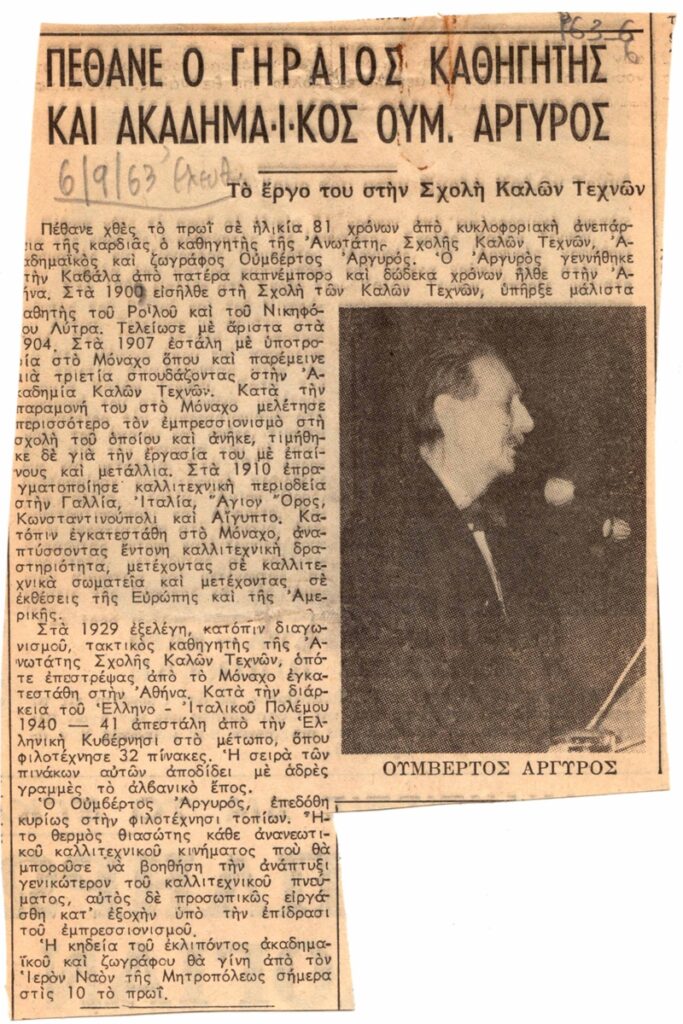 ΠΕΘΑΝΕ Ο ΓΗΡΑΙΟΣ ΚΑΘΗΓΗΤΗΣ
ΚΑΙ ΑΚΑΔΗΜΑ·Ι·ΚΟΣ ΟΥΜ. ΑΡΓΥΡΟΣ
6/9/63
Τὸ ἔργο του στὴν Σχολὴ Καλῶν Τεχνῶν
Πέθανε χθὲς τὸ πρωῒ σὲ ἡλικία 81 χρόνων ἀπὸ κυκλοφοριακὴ ἀνεπάρ-
εια τῆς καρδιᾶς ὁ καθηγητὴς τῆς Ἀνωτάτης Σχολῆς Καλῶν Τεχνῶν, Ἀ-
αδημαϊκὸς καὶ ζωγράφος Οὐμβέρτος Ἀργυρός. Ὁ Ἀργυρὸς γεννήθηκε
τὴν Καβάλα ἀπὸ πατέρα καπνέμπορο καὶ δώδεκα χρόνων ἦλθε στὴν Ἀ-
ήνα. Στὰ 1900 εἰσῆλθε στὴ Σχολὴ τῶν Καλῶν Τεχνῶν, ὑπῆρξε μάλιστα
αθητὴς τοῦ Ροϊλοῦ καὶ τοῦ Νικηφό-
ου Λύτρα. Τελείωσε μὲ ἄριστα στὰ
904. Στὰ 1907 ἐστάλη μὲ ὑποτρο-
ία στὸ Μόναχο ὅπου καὶ παρέμεινε
ιὰ τριετία σπουδάζοντας στὴν Ἀ-
καδημία Καλῶν Τεχνῶν. Κατὰ τὴν
παραμονή του στὸ Μόναχο μελέτησε
περισσότερο τὸν ἐμπρεσσιονισμὸ στὴ
σχολὴ τοῦ ὁποίου καὶ ἀνῆκε, τιμήθη-
κε δὲ γιὰ τὴν ἐργασία του μὲ ἐπαί-
νους καὶ μετάλλια. Στὰ 1910 ἐπρα-
γματοποίησε καλλιτεχνικὴ περιοδεία
στὴν Γαλλία, Ἰταλία, Ἅγιον Ὄρος,
Κωνσταντινούπολι καὶ Αἴγυπτο. Κα-
τόπιν ἐγκατεστάθη στὸ Μόναχο, ἀνα-
πτύσσοντας ἔντονη καλλιτεχνικὴ δρα-
στηριότητα, μετέχοντας σὲ καλλιτε-
χνικὰ σωματεῖα καὶ μετέχοντας σὲ
ἐκθέσεις τῆς Εὐρώπης καὶ τῆς Ἀμε-
ρικῆς.
Στὰ 1929 ἐξελέγη, κατόπιν διαγω-
νισμοῦ, τακτικὸς καθηγητὴς τῆς Ἀ-
νωτάτης Σχολῆς Καλῶν Τεχνῶν, ὁπό-
τε ἐπεστρέψας ἀπὸ τὸ Μόναχο ἐγκα-
τεστάθη στὴν Ἀθήνα. Κατὰ τὴν διάρ-
κεια τοῦ Ἑλληνο - Ἰταλικοῦ Πολέμου
1940 — 41 ἀπεστάλη ἀπὸ τὴν Ἑλ-
ληνικὴ Κυβέρνησι στὸ μέτωπο, ὅπου
φιλοτέχνησε 32 πίνακες. Ἡ σειρὰ τῶν
πινάκων αὐτῶν ἀποδίδει μὲ ἁδρὲς
γραμμὲς τὸ ἀλβανικὸ ἔπος.
Ὁ Οὐμβέρτος Ἀργυρός, ἐπεδόθη
κυρίως στὴν φιλοτέχνησι τοπίων. Ἦ-
το θερμὸς θιασώτης κάθε ἀνανεωτι-
κοῦ καλλιτεχνικοῦ κινήματος ποὺ θὰ
μποροῦσε νὰ βοηθήση τὴν ἀνάπτυξι
γενικώτερον τοῦ καλλιτεχνικοῦ πνεύ-
ματος, αὐτὸς δὲ προσωπικῶς εἰργά-
σθη κατ' ἐξοχὴν ὑπὸ τὴν ἐπίδρασι
τοῦ ἐμπρεσσιονισμοῦ.
Ἡ κηδεία τοῦ ἐκλιπόντος ἀκαδημα-
ϊκοῦ καὶ ζωγράφου θὰ γίνη ἀπὸ τὸν
Ἱερὸν Ναὸν τῆς Μητροπόλεως σήμερα
στὶς 10 τὸ πρωΐ.
ΟΥΜΒΕΡΤΟΣ ΑΡΓΥΡΟΣ